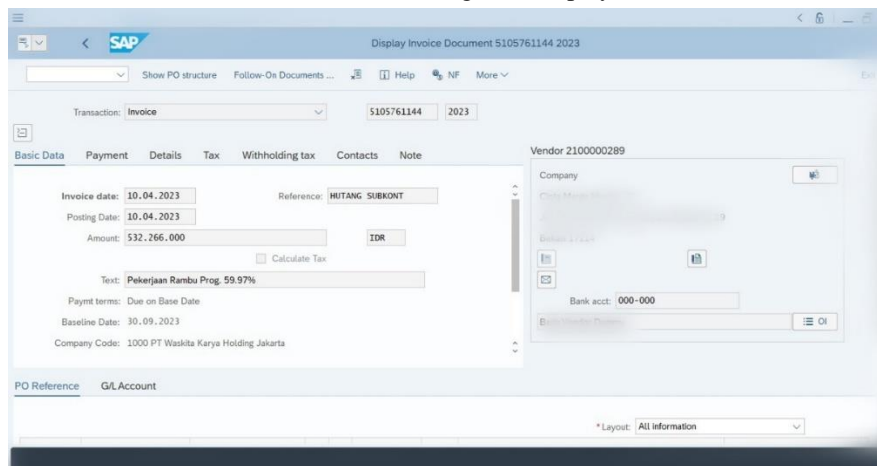 SAP
Display Invoice Document 5105761144 2023
Show PO structure Follow-On Documents ... Help NF More
Transaction: Invoice 5105761144 2023
Basic Data Payment Details Tax Withholding tax Contacts Note
Vendor 2100000289
Company
Invoice date: 10.04.2023 Reference: HUTANG SUBKONT
Posting Date: 10.04.2023
Amount: 532.266.000 IDR
Calculate Tax
Text: Pekerjaan Rambu Prog. 59.97%
Paymt terms: Due on Base Date
Bank acct: 000-000
Baseline Date: 30.09.2023
OI
Company Code: 1000 PT Waskita Karya Holding Jakarta
PO Reference G/L Account
*Layout: All information